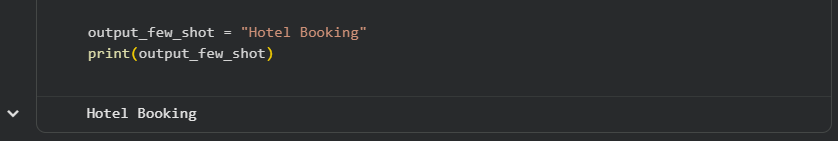 output_few_shot = "Hotel Booking"
print(output_few_shot)
Hotel Booking